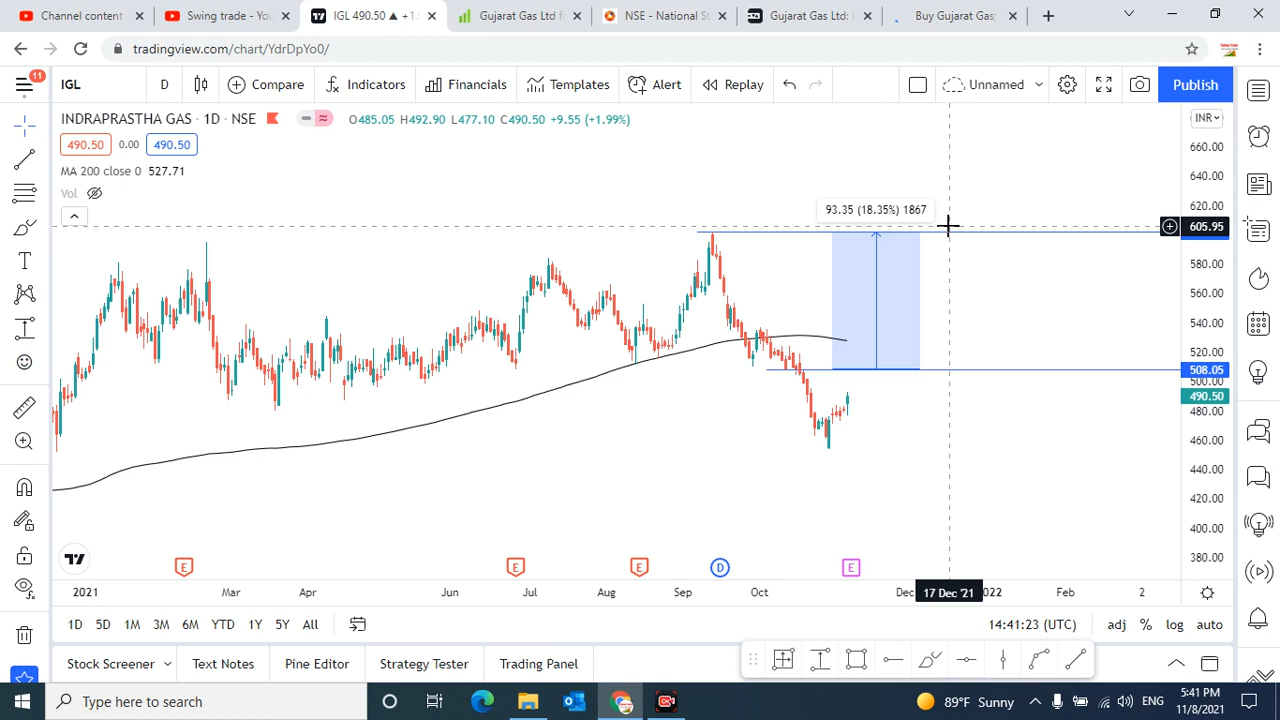 Channel content
Swing trade - You
IGL 490.50 ▲ +1.9
Gujarat Gas Ltd fi
NSE - National St
Gujarat Gas Ltd:
Buy Gujarat Gas;
tradingview.com/chart/YdrDpYo0/
11
IGL
D
Compare
Indicators
Financials
Templates
Alert
Replay
Unnamed
Publish
INDRAPRASTHA GAS · 1D · NSE
O485.05 H492.90 L477.10 C490.50 +9.55 (+1.99%)
INR
490.50 0.00 490.50
MA 200 close 0 527.71
Vol
93.35 (18.35%) 1867
660.00
640.00
620.00
605.95
580.00
560.00
540.00
520.00
508.05
500.00
490.50
480.00
460.00
440.00
420.00
400.00
380.00
E
E
E
D
E
2021
Mar
Apr
Jun
Jul
Aug
Sep
Oct
Dec
17 Dec '21
022
Feb
2
1D 5D 1M 3M 6M YTD 1Y 5Y All
14:41:23 (UTC)
adj % log auto
Stock Screener
Text Notes
Pine Editor
Strategy Tester
Trading Panel
Type here to search
89°F Sunny
ENG
5:41 PM
11/8/2021